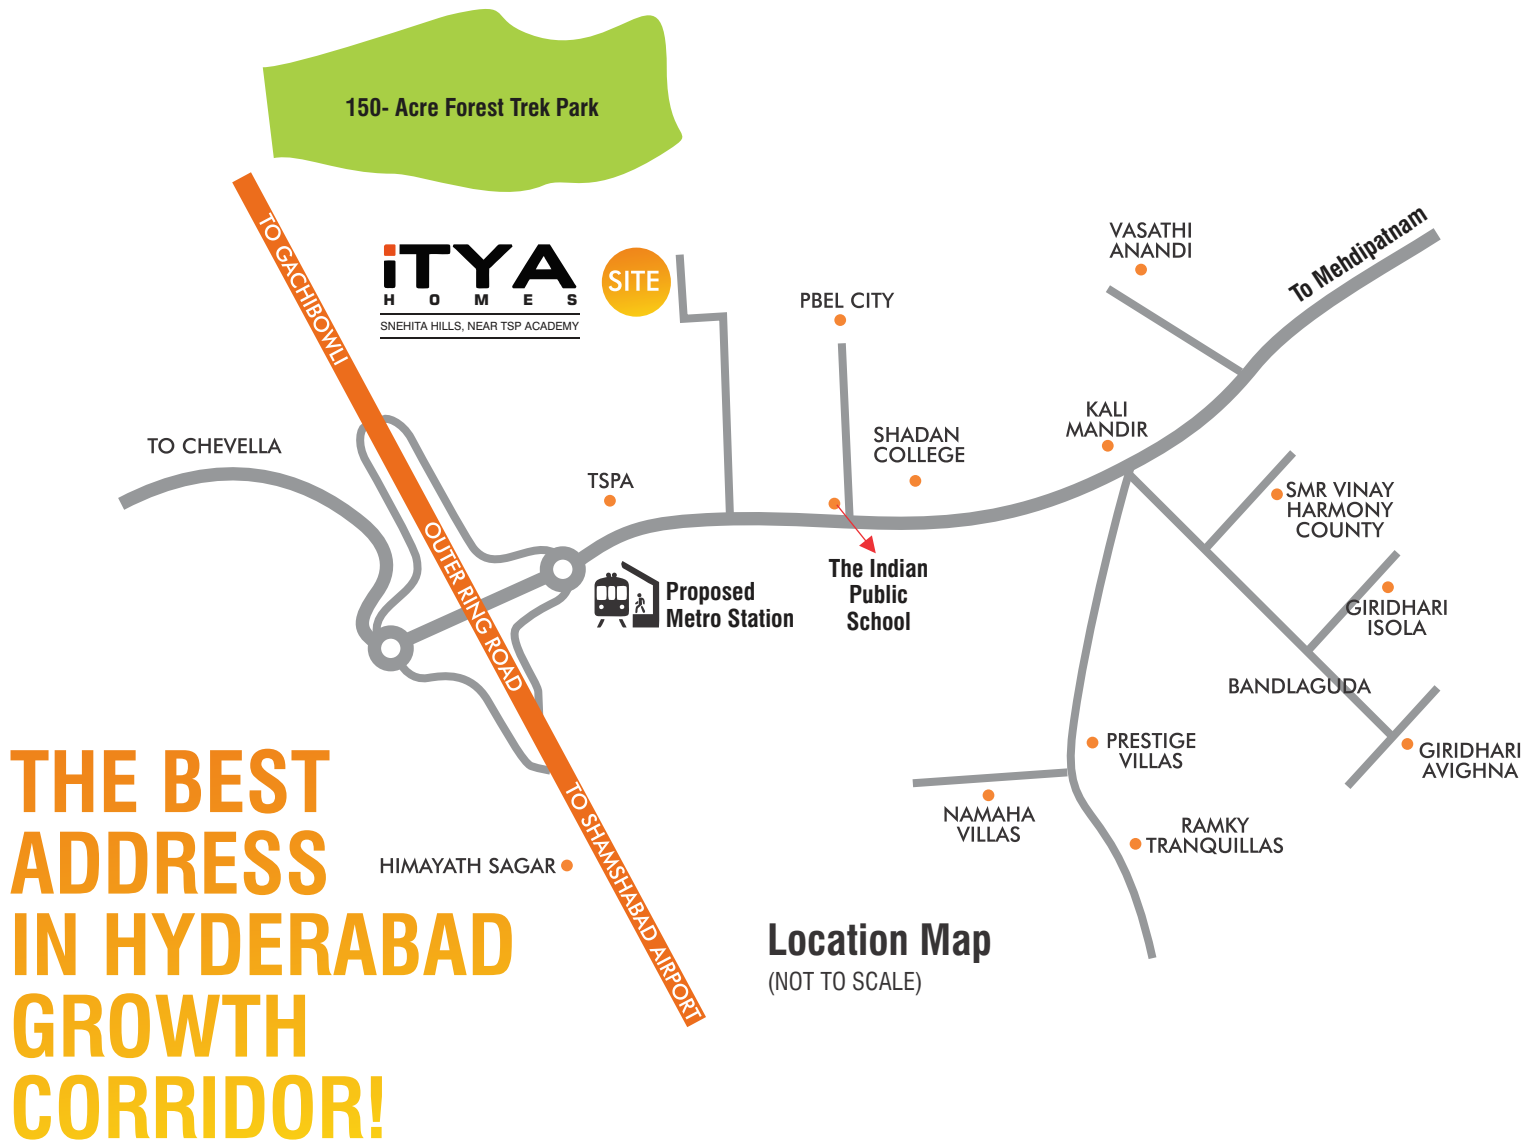 150- Acre Forest Trek Park
TO GACHIBOWLI
iTYA
HOMES
SNEHITA HILLS, NEAR TSP ACADEMY
SITE
VASATHI
ANANDI
To Mehdipatnam
PBEL CITY
KALI
MANDIR
SHADAN
COLLEGE
TO CHEVELLA
TSPA
SMR VINAY
HARMONY
COUNTY
OUTER RING ROAD
Proposed
Metro Station
The Indian
Public
School
GIRIDHARI
ISOLA
BANDLAGUDA
PRESTIGE
VILLAS
GIRIDHARI
AVIGHNA
NAMAHA
VILLAS
RAMKY
TRANQUILLAS
HIMAYATH SAGAR
TO SHAMSHABAD AIRPORT
THE BEST
ADDRESS
IN HYDERABAD
GROWTH
CORRIDOR!
Location Map
(NOT TO SCALE)